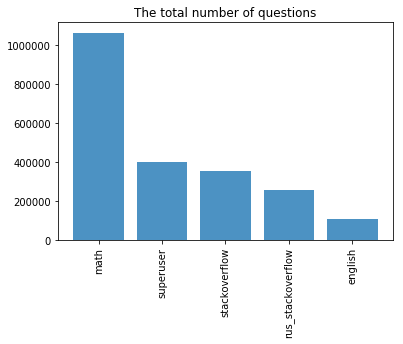 The total number of questions
1000000
800000
600000
400000
200000
0
math
superuser
stackoverflow
rus_stackoverflow
english